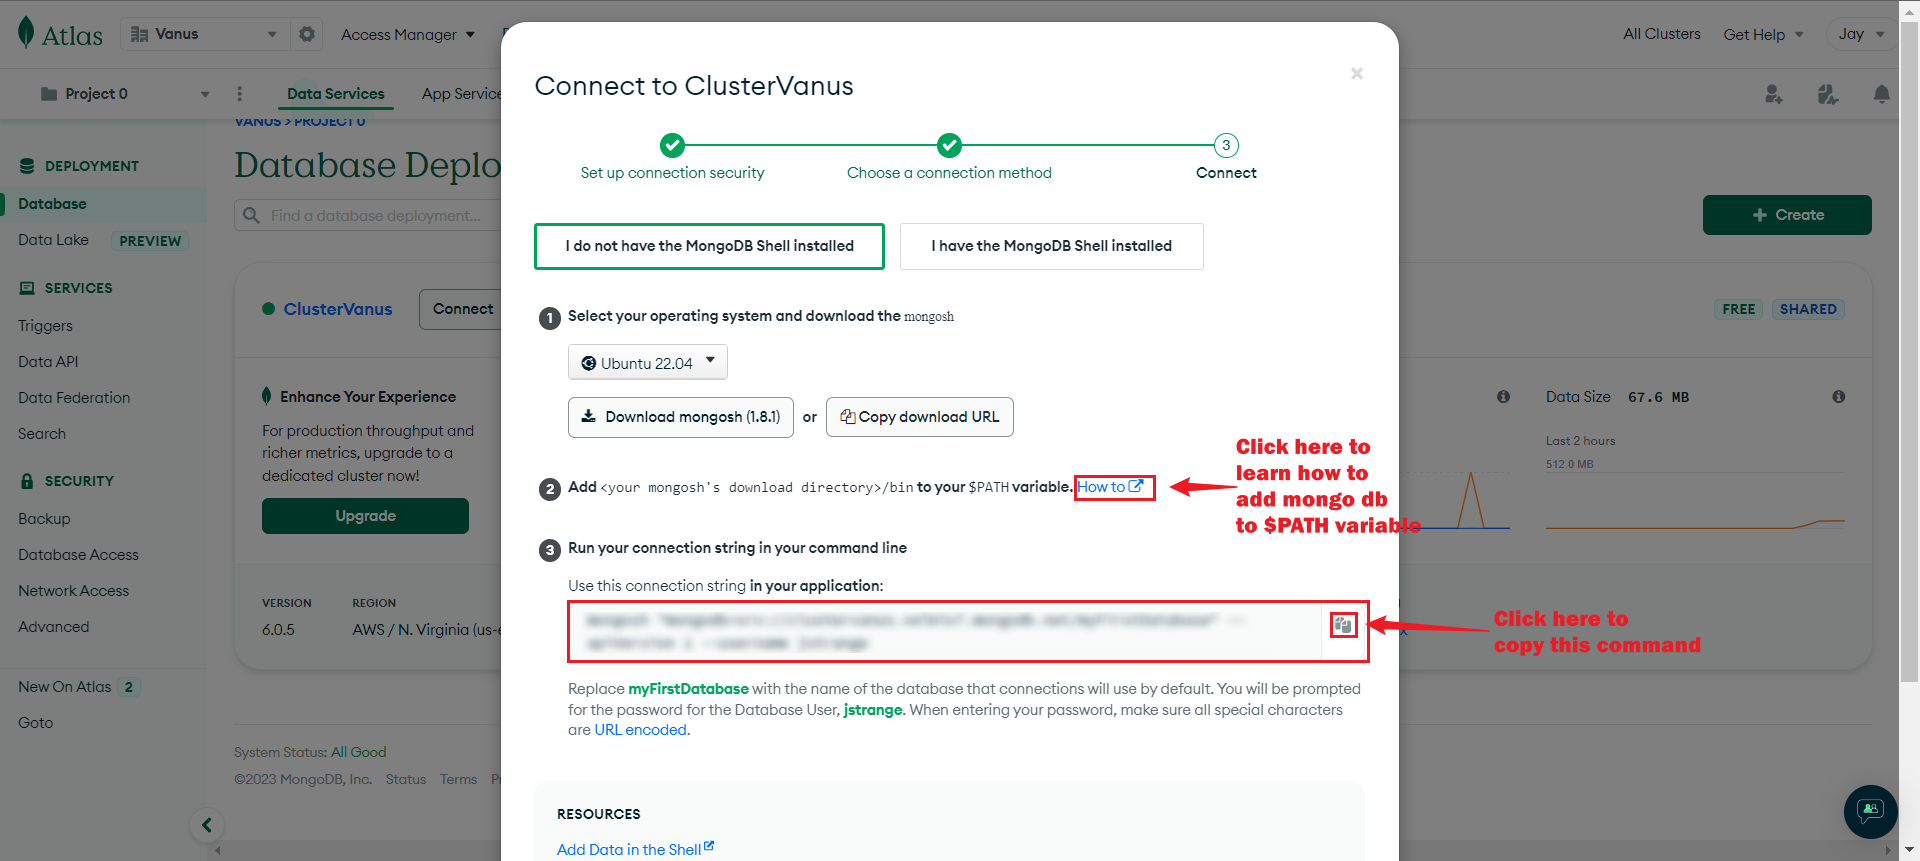 Atlas
Vanus
Access Manager
All Clusters
Get Help
Jay
Project 0
Data Services
App Service
VANUS > PROJECT 0
DEPLOYMENT
Database
Data Lake
PREVIEW
SERVICES
Triggers
Data API
Data Federation
Search
SECURITY
Backup
Database Access
Network Access
Advanced
New On Atlas 2
Goto
Database Deplo
Find a database deployment...
+ Create
ClusterVanus
Connect
FREE
SHARED
Enhance Your Experience
For production throughput and
richer metrics, upgrade to a
dedicated cluster now!
Upgrade
VERSION
REGION
6.0.5
AWS / N. Virginia (us-e
Data Size 67.6 MB
Last 2 hours
512.0 MB
System Status: All Good
©2023 MongoDB, Inc.
Status
Terms
Connect to ClusterVanus
Set up connection security
Choose a connection method
3
Connect
I do not have the MongoDB Shell installed
I have the MongoDB Shell installed
1 Select your operating system and download the mongosh
Ubuntu 22.04
Download mongosh (1.8.1)
or
Copy download URL
2 Add <your mongosh's download directory>/bin to your $PATH variable. How to
Click here to
learn how to
add mongo db
to $PATH variable
3 Run your connection string in your command line
Use this connection string in your application:
Click here to
copy this command
Replace myFirstDatabase with the name of the database that connections will use by default. You will be prompted
for the password for the Database User, jstrange. When entering your password, make sure all special characters
are URL encoded.
RESOURCES
Add Data in the Shell